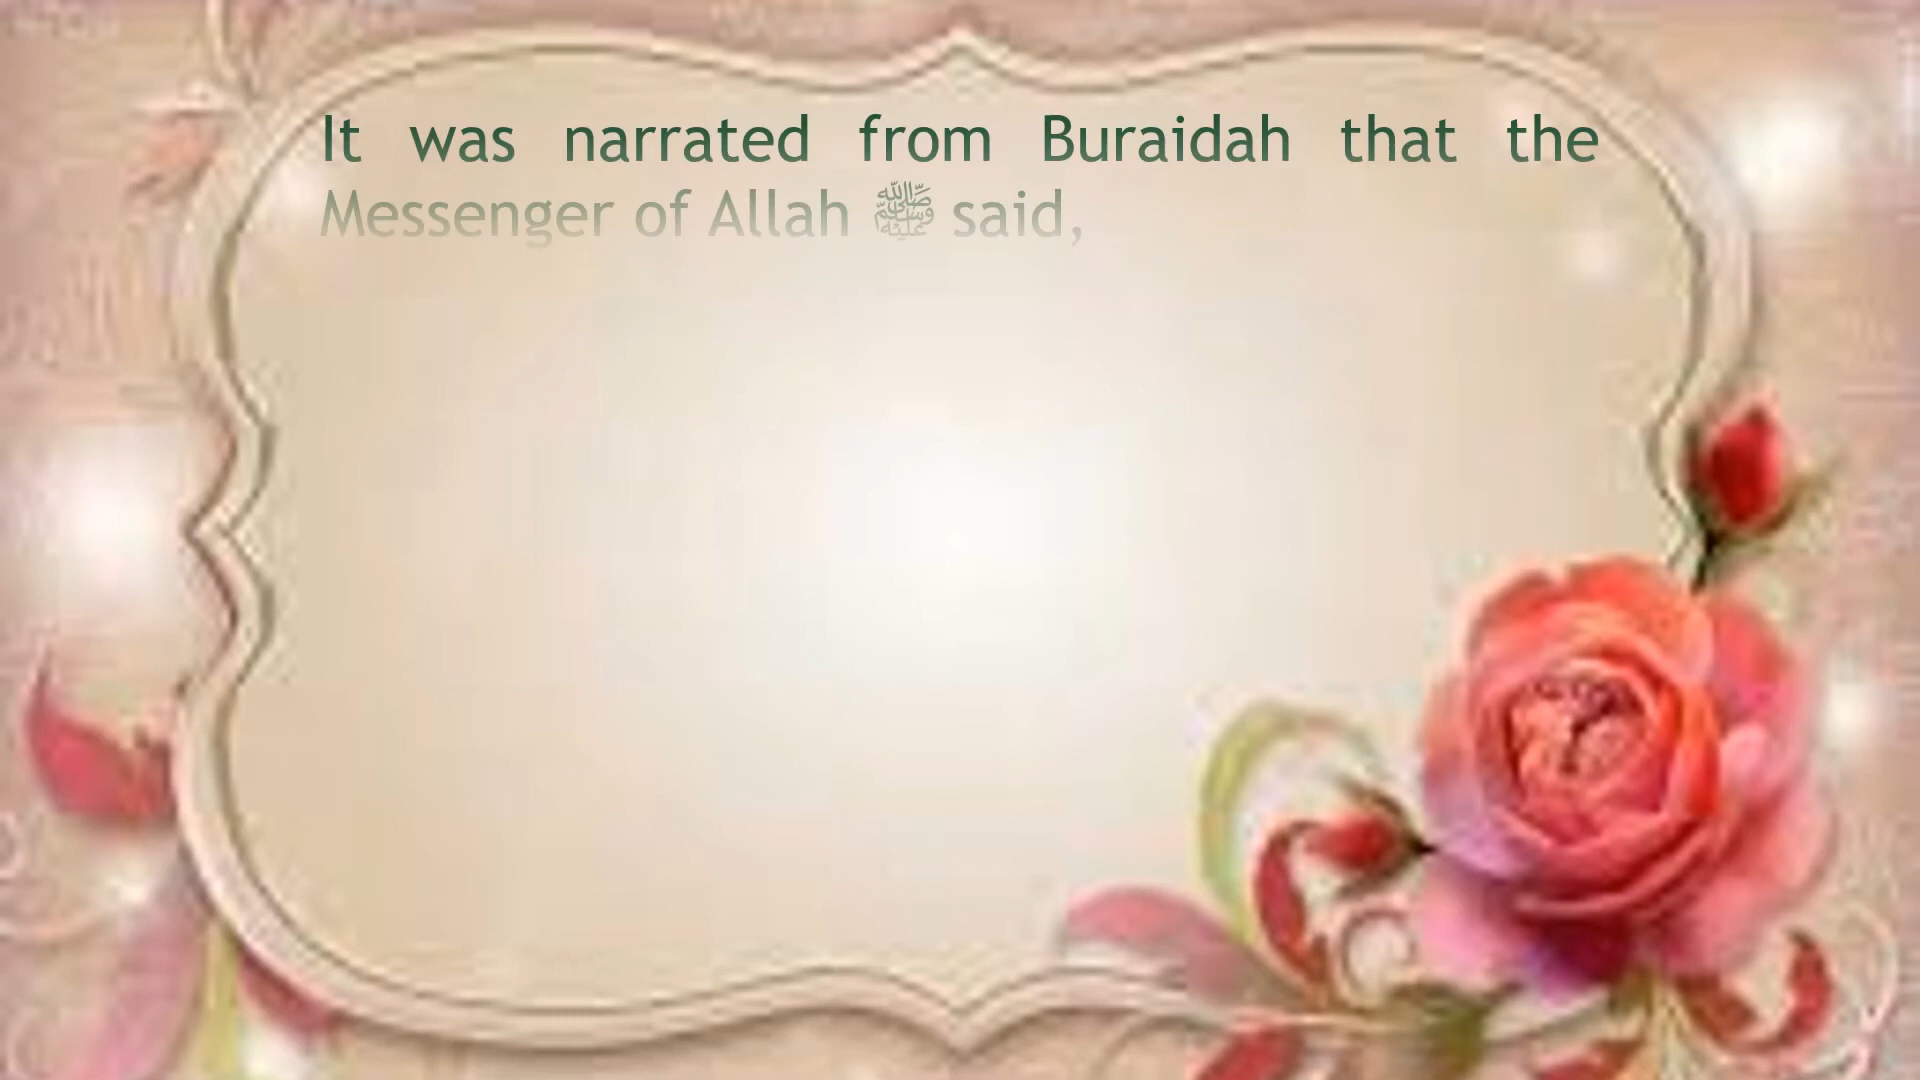 It was narrated from Buraidah that the
Messenger of Allah ﷺ said,